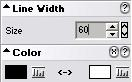 Line Width
Size 60
Color
<->